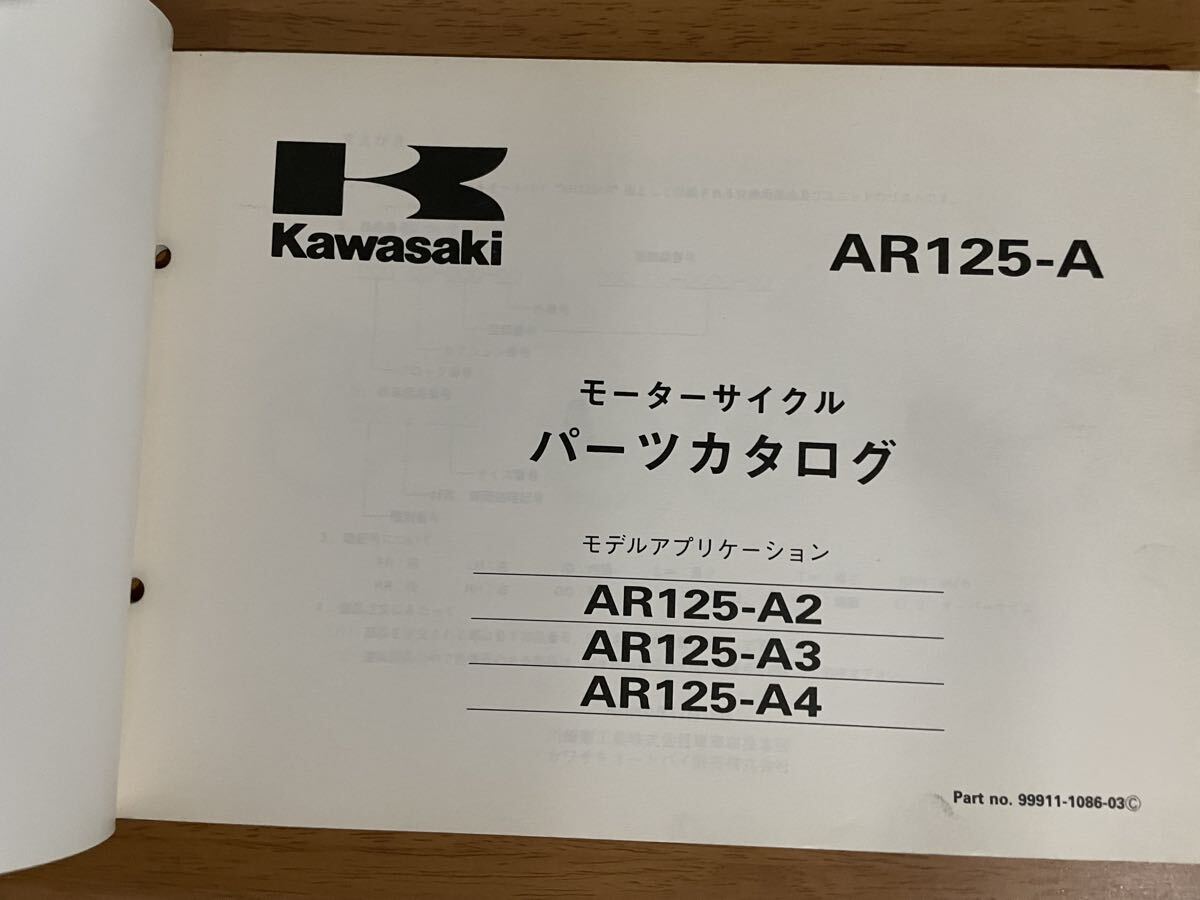 Kawasaki
AR125-A
モーターサイクル
パーツカタログ
モデルアプリケーション
AR125-A2
AR125-A3
AR125-A4
Part no. 99911-1086-03Ⓒ